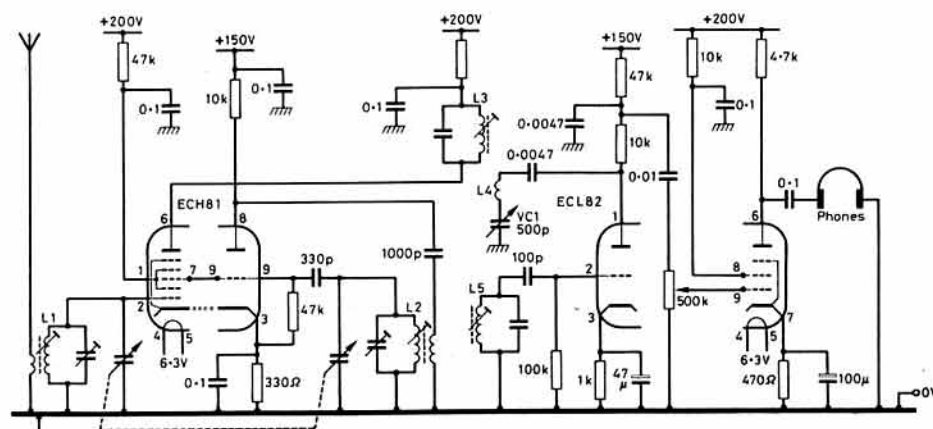 +200V
47k
0·1
+150V
10k
0·1
+200V
0·1
L3
+150V
47k
0·0047
10k
0·0047
0·01
L4
VC1
500p
+200V
10k
4·7k
0·1
0·1
Phones
ECH81
6
8
1
7
9
9
2
3
4
5
6·3V
330p
47k
1000p
L1
L2
0·1
330Ω
ECL82
1
100p
2
3
L5
100k
1k
47
μ
500k
6
8
9
7
4
5
6·3V
470Ω
100μ
0V